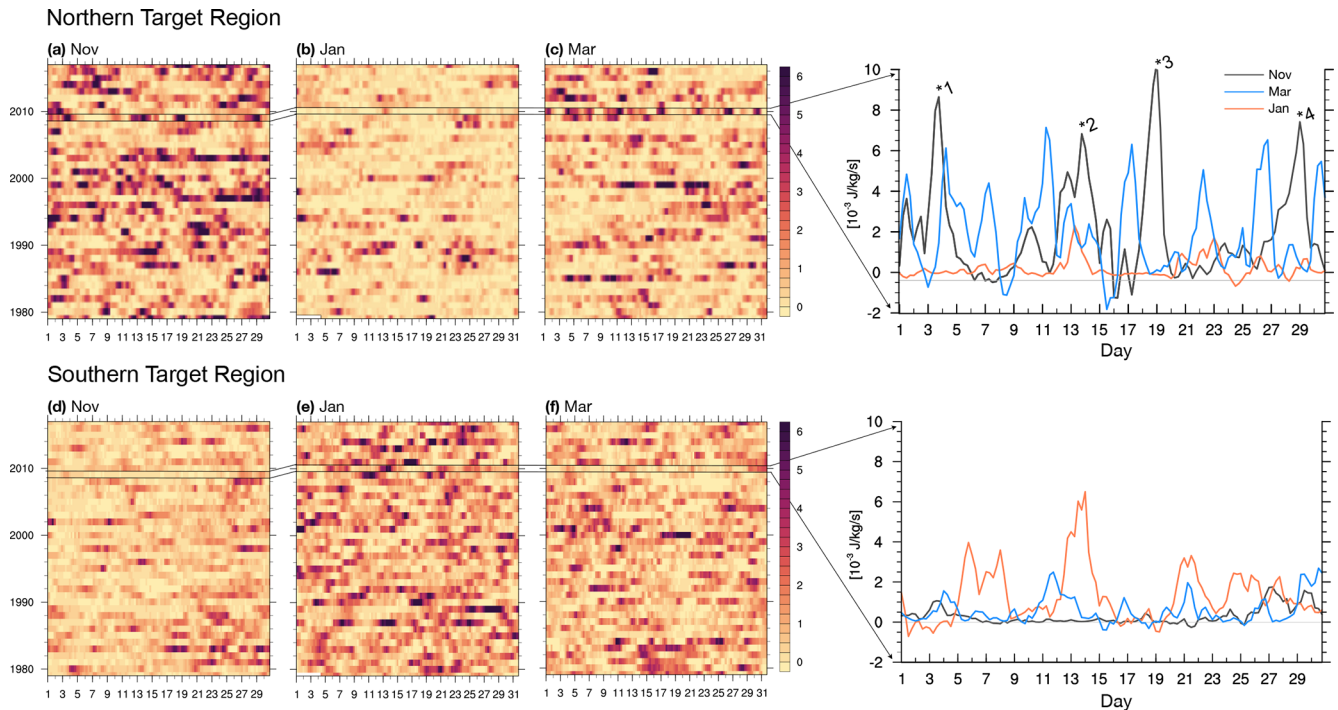 Northern Target Region
(a) Nov
(b) Jan
(c) Mar
2010
2000
1990
1980
1 3 5 7 9 11 13 15 17 19 21 23 25 27 29
1 3 5 7 9 11 13 15 17 19 21 23 25 27 29 31
1 3 5 7 9 11 13 15 17 19 21 23 25 27 29 31
6
5
4
3
2
1
0
[10⁻³ J/kg/s]
10
8
6
4
2
0
-2
*1
*2
*3
*4
Nov
Mar
Jan
1 3 5 7 9 11 13 15 17 19 21 23 25 27 29
Day
Southern Target Region
(d) Nov
(e) Jan
(f) Mar
2010
2000
1990
1980
1 3 5 7 9 11 13 15 17 19 21 23 25 27 29
1 3 5 7 9 11 13 15 17 19 21 23 25 27 29 31
1 3 5 7 9 11 13 15 17 19 21 23 25 27 29 31
6
5
4
3
2
1
0
[10⁻³ J/kg/s]
10
8
6
4
2
0
-2
1 3 5 7 9 11 13 15 17 19 21 23 25 27 29
Day